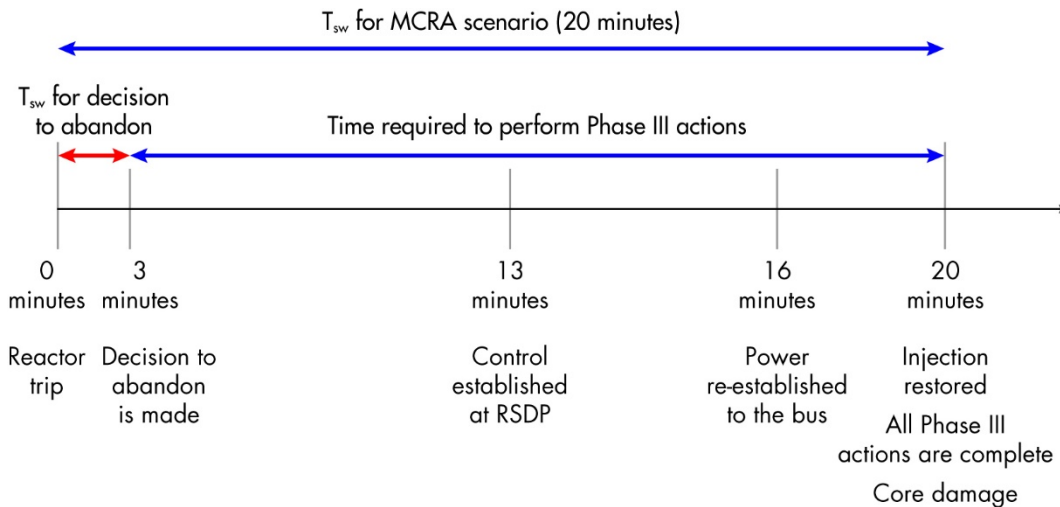 T_sw for MCRA scenario (20 minutes)
T_sw for decision
to abandon
Time required to perform Phase III actions
0
minutes
Reactor
trip
3
minutes
Decision to
abandon
is made
13
minutes
Control
established
at RSDP
16
minutes
Power
re-established
to the bus
20
minutes
Injection
restored
All Phase III
actions are complete
Core damage